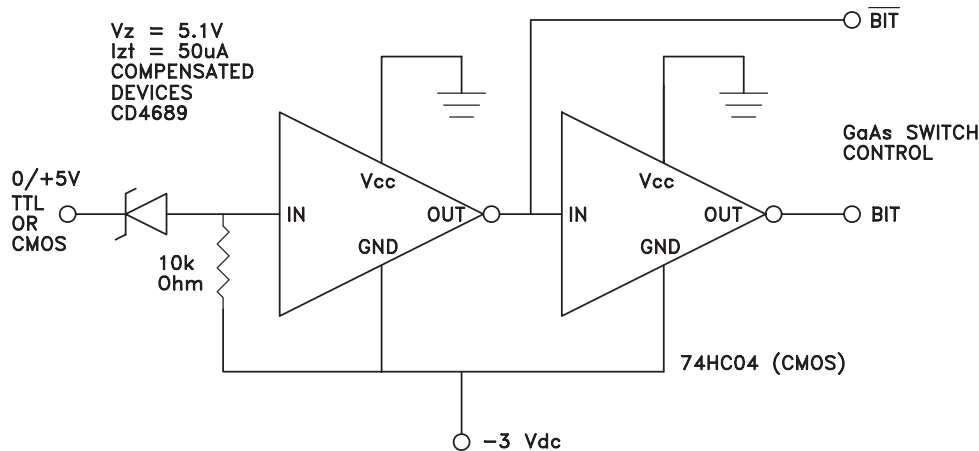 Vz = 5.1V
Izt = 50uA
COMPENSATED
DEVICES
CD4689
BIT
GaAs SWITCH
CONTROL
Vcc
Vcc
0/+5V
TTL
OR
CMOS
IN
OUT
IN
OUT
BIT
GND
GND
10k
Ohm
74HC04 (CMOS)
-3 Vdc